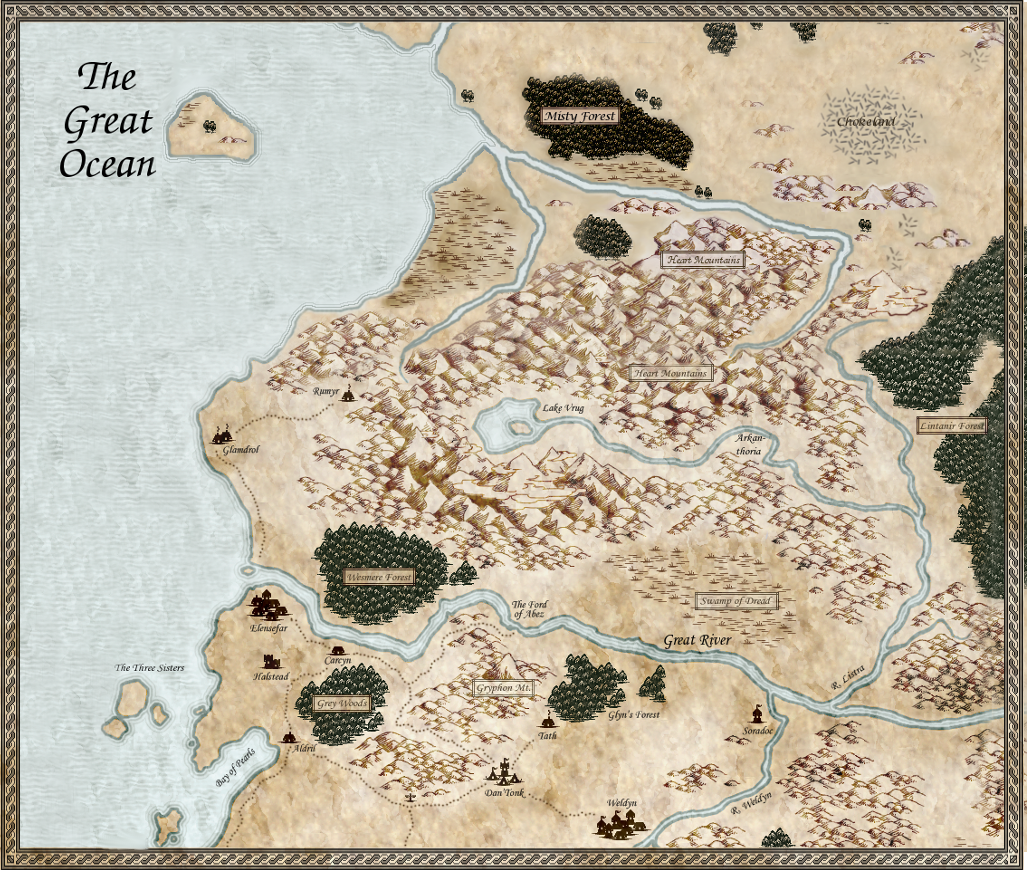 The
Great
Ocean
Misty Forest
Chokeland
Heart Mountains
Heart Mountains
Rumyr
Lake Vrug
Lintanir Forest
Glamdrol
Arkan-
thoria
Wesmere Forest
Swamp of Dread
The Ford
of Abez
Elensefar
Great River
Carcyn
The Three Sisters
Halstead
R. Listra
Gryphon Mt.
Grey Woods
Glyn's Forest
Soradoc
Tath
Aldril
Bay of Pearls
Dan'Tonk
Weldyn
R. Weldyn